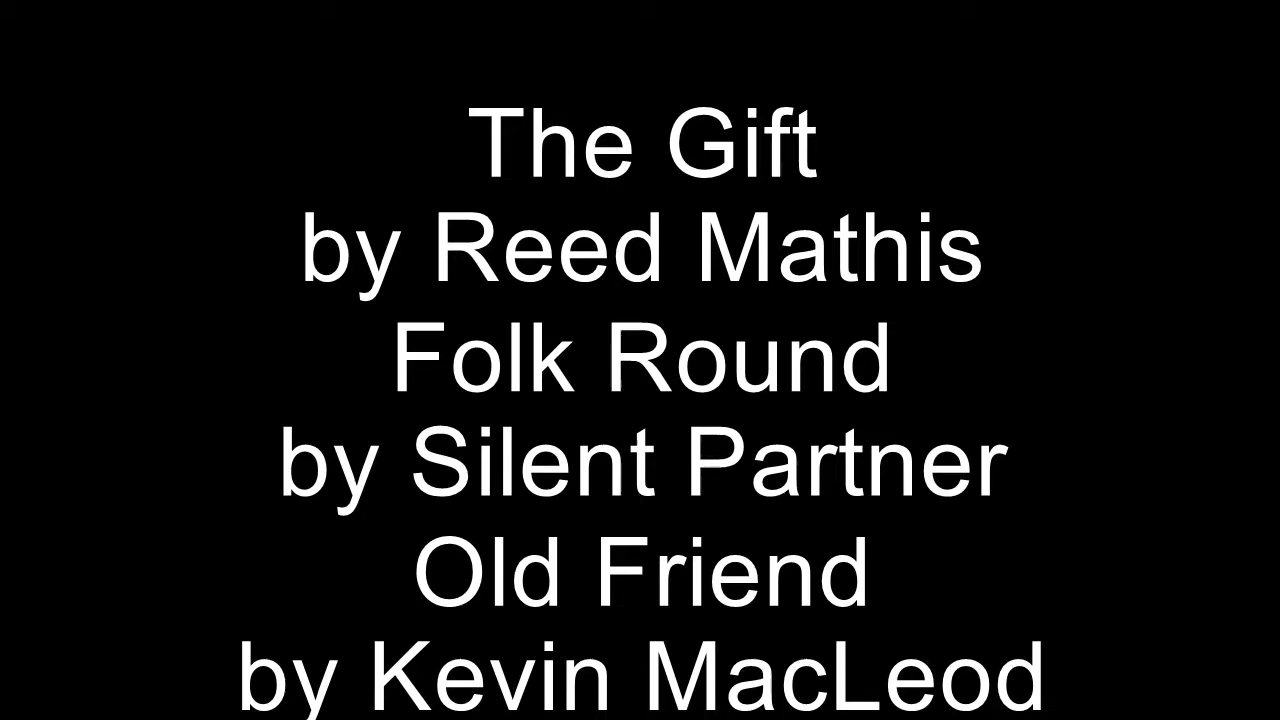 The Gift
by Reed Mathis
Folk Round
by Silent Partner
Old Friend
by Kevin MacLeod